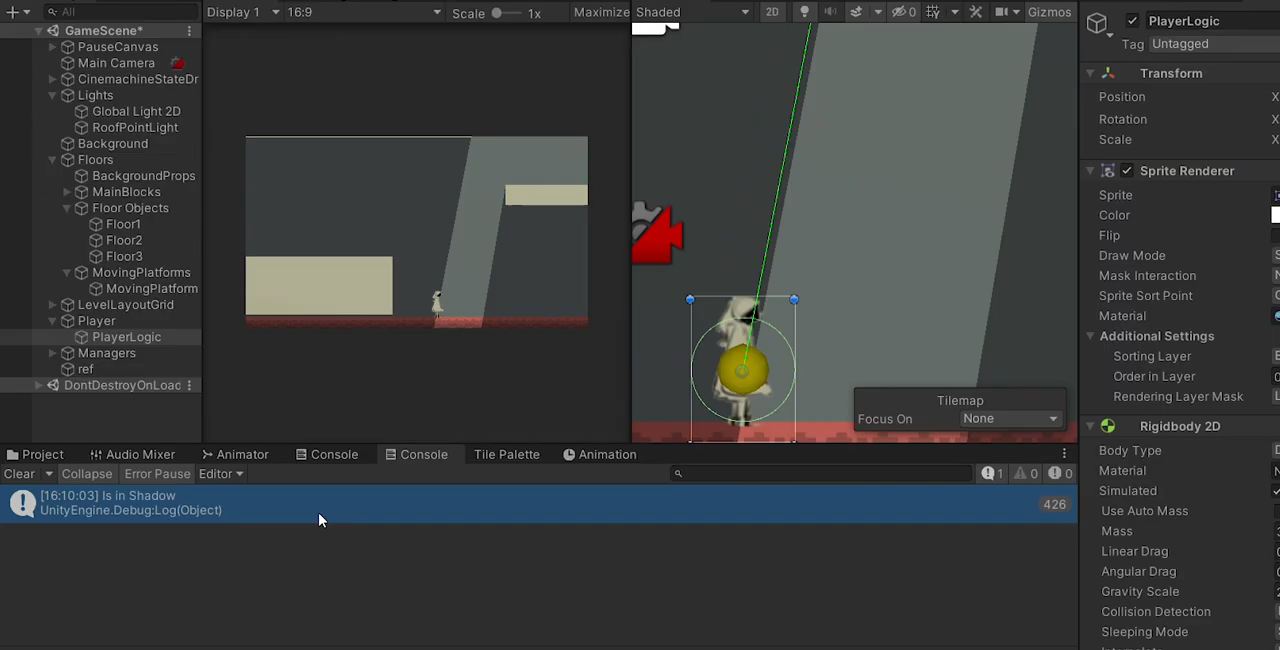 All
Display 1
16:9
Scale
1x
Maximize
Shaded
2D
Gizmos
PlayerLogic
Tag Untagged
GameScene*
PauseCanvas
Main Camera
CinemachineStateDr
Lights
Global Light 2D
RoofPointLight
Background
Floors
BackgroundProps
MainBlocks
Floor Objects
Floor1
Floor2
Floor3
MovingPlatforms
MovingPlatform
LevelLayoutGrid
Player
PlayerLogic
Managers
ref
DontDestroyOnLoad
Tilemap
Focus On None
Transform
Position X
Rotation X
Scale X
Sprite Renderer
Sprite
Color
Flip
Draw Mode
Mask Interaction
Sprite Sort Point
Material
Additional Settings
Sorting Layer
Order in Layer
Rendering Layer Mask
Rigidbody 2D
Body Type
Material
Simulated
Use Auto Mass
Mass
Linear Drag
Angular Drag
Gravity Scale
Collision Detection
Sleeping Mode
Project
Audio Mixer
Animator
Console
Console
Tile Palette
Animation
Clear
Collapse
Error Pause
Editor
1
0
0
[16:10:03] Is in Shadow
UnityEngine.Debug:Log(Object)
426